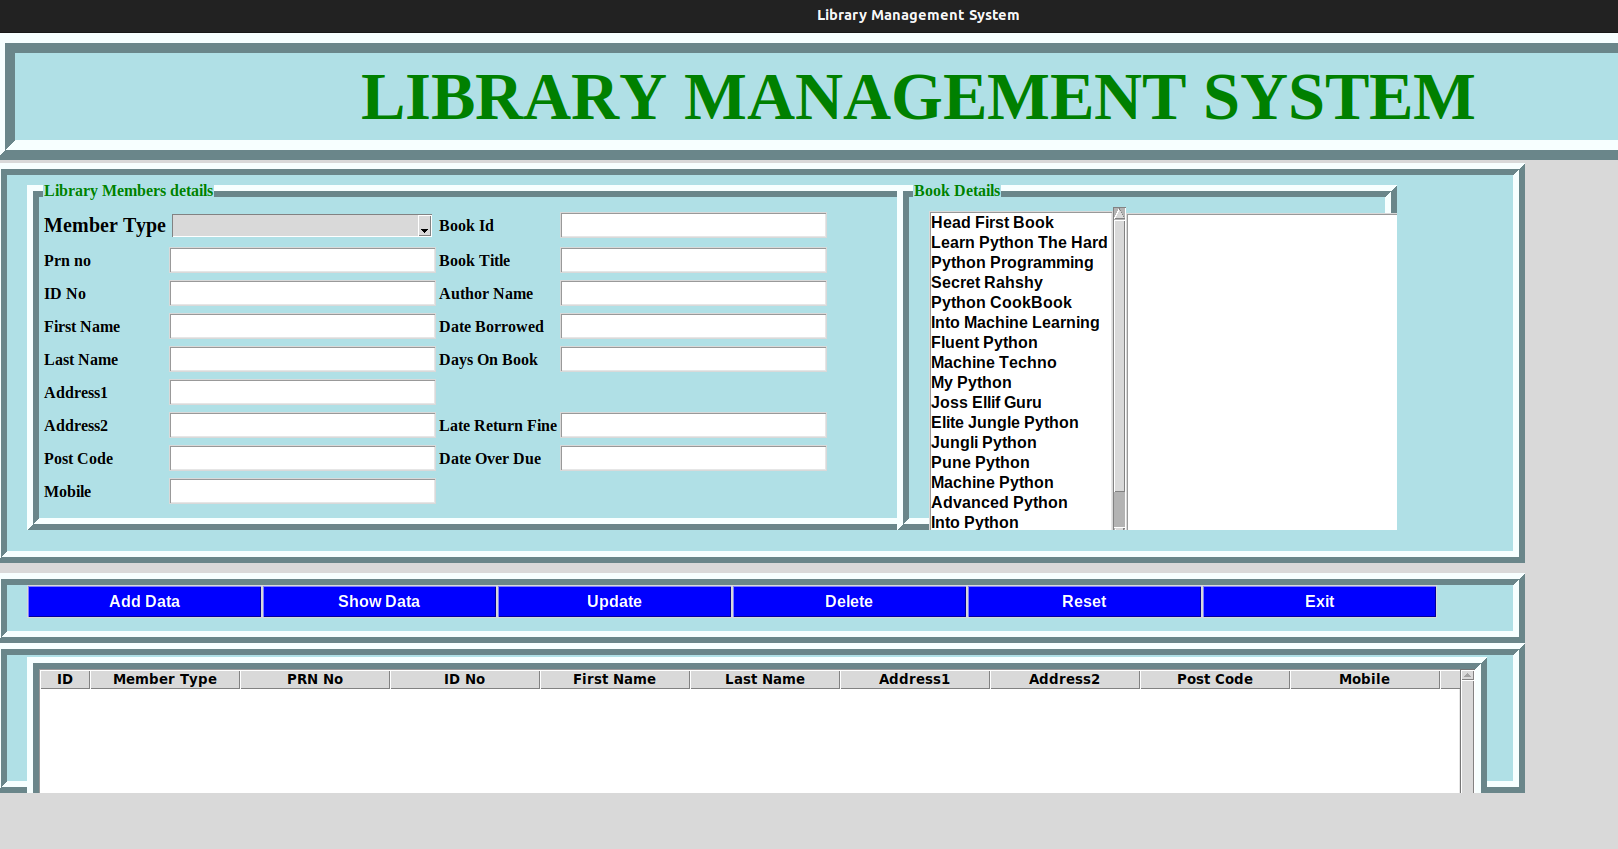 Library Management System
LIBRARY MANAGEMENT SYSTEM
Library Members details
Member Type
Book Id
Prn no
Book Title
ID No
Author Name
First Name
Date Borrowed
Last Name
Days On Book
Address1
Address2
Late Return Fine
Post Code
Date Over Due
Mobile
Book Details
Head First Book
Learn Python The Hard
Python Programming
Secret Rahshy
Python CookBook
Into Machine Learning
Fluent Python
Machine Techno
My Python
Joss Ellif Guru
Elite Jungle Python
Jungli Python
Pune Python
Machine Python
Advanced Python
Into Python
Add Data Show Data Update Delete Reset Exit
ID Member Type PRN No ID No First Name Last Name Address1 Address2 Post Code Mobile